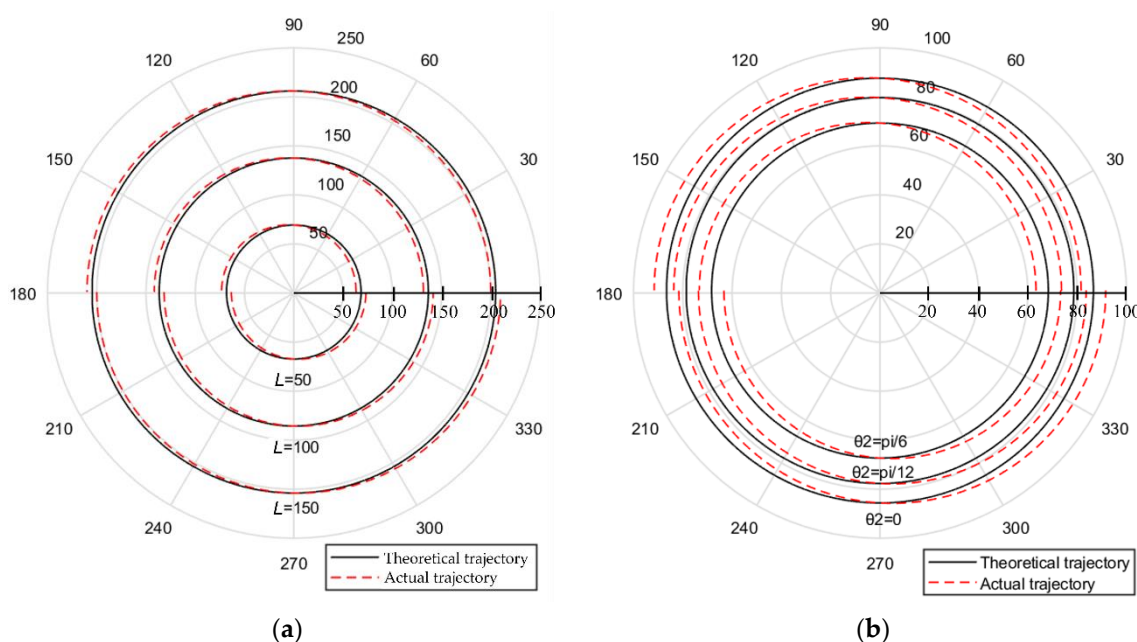 90
120
250
60
200
150
150
30
100
50
180
50 100 150 200 250
L=50
210
L=100
330
L=150
240
300
270
Theoretical trajectory
Actual trajectory
(a)
90
120
100
60
80
150
60
30
40
20
180
20 40 60 80 100
θ2=pi/6
210
θ2=pi/12
330
θ2=0
240
300
270
Theoretical trajectory
Actual trajectory
(b)